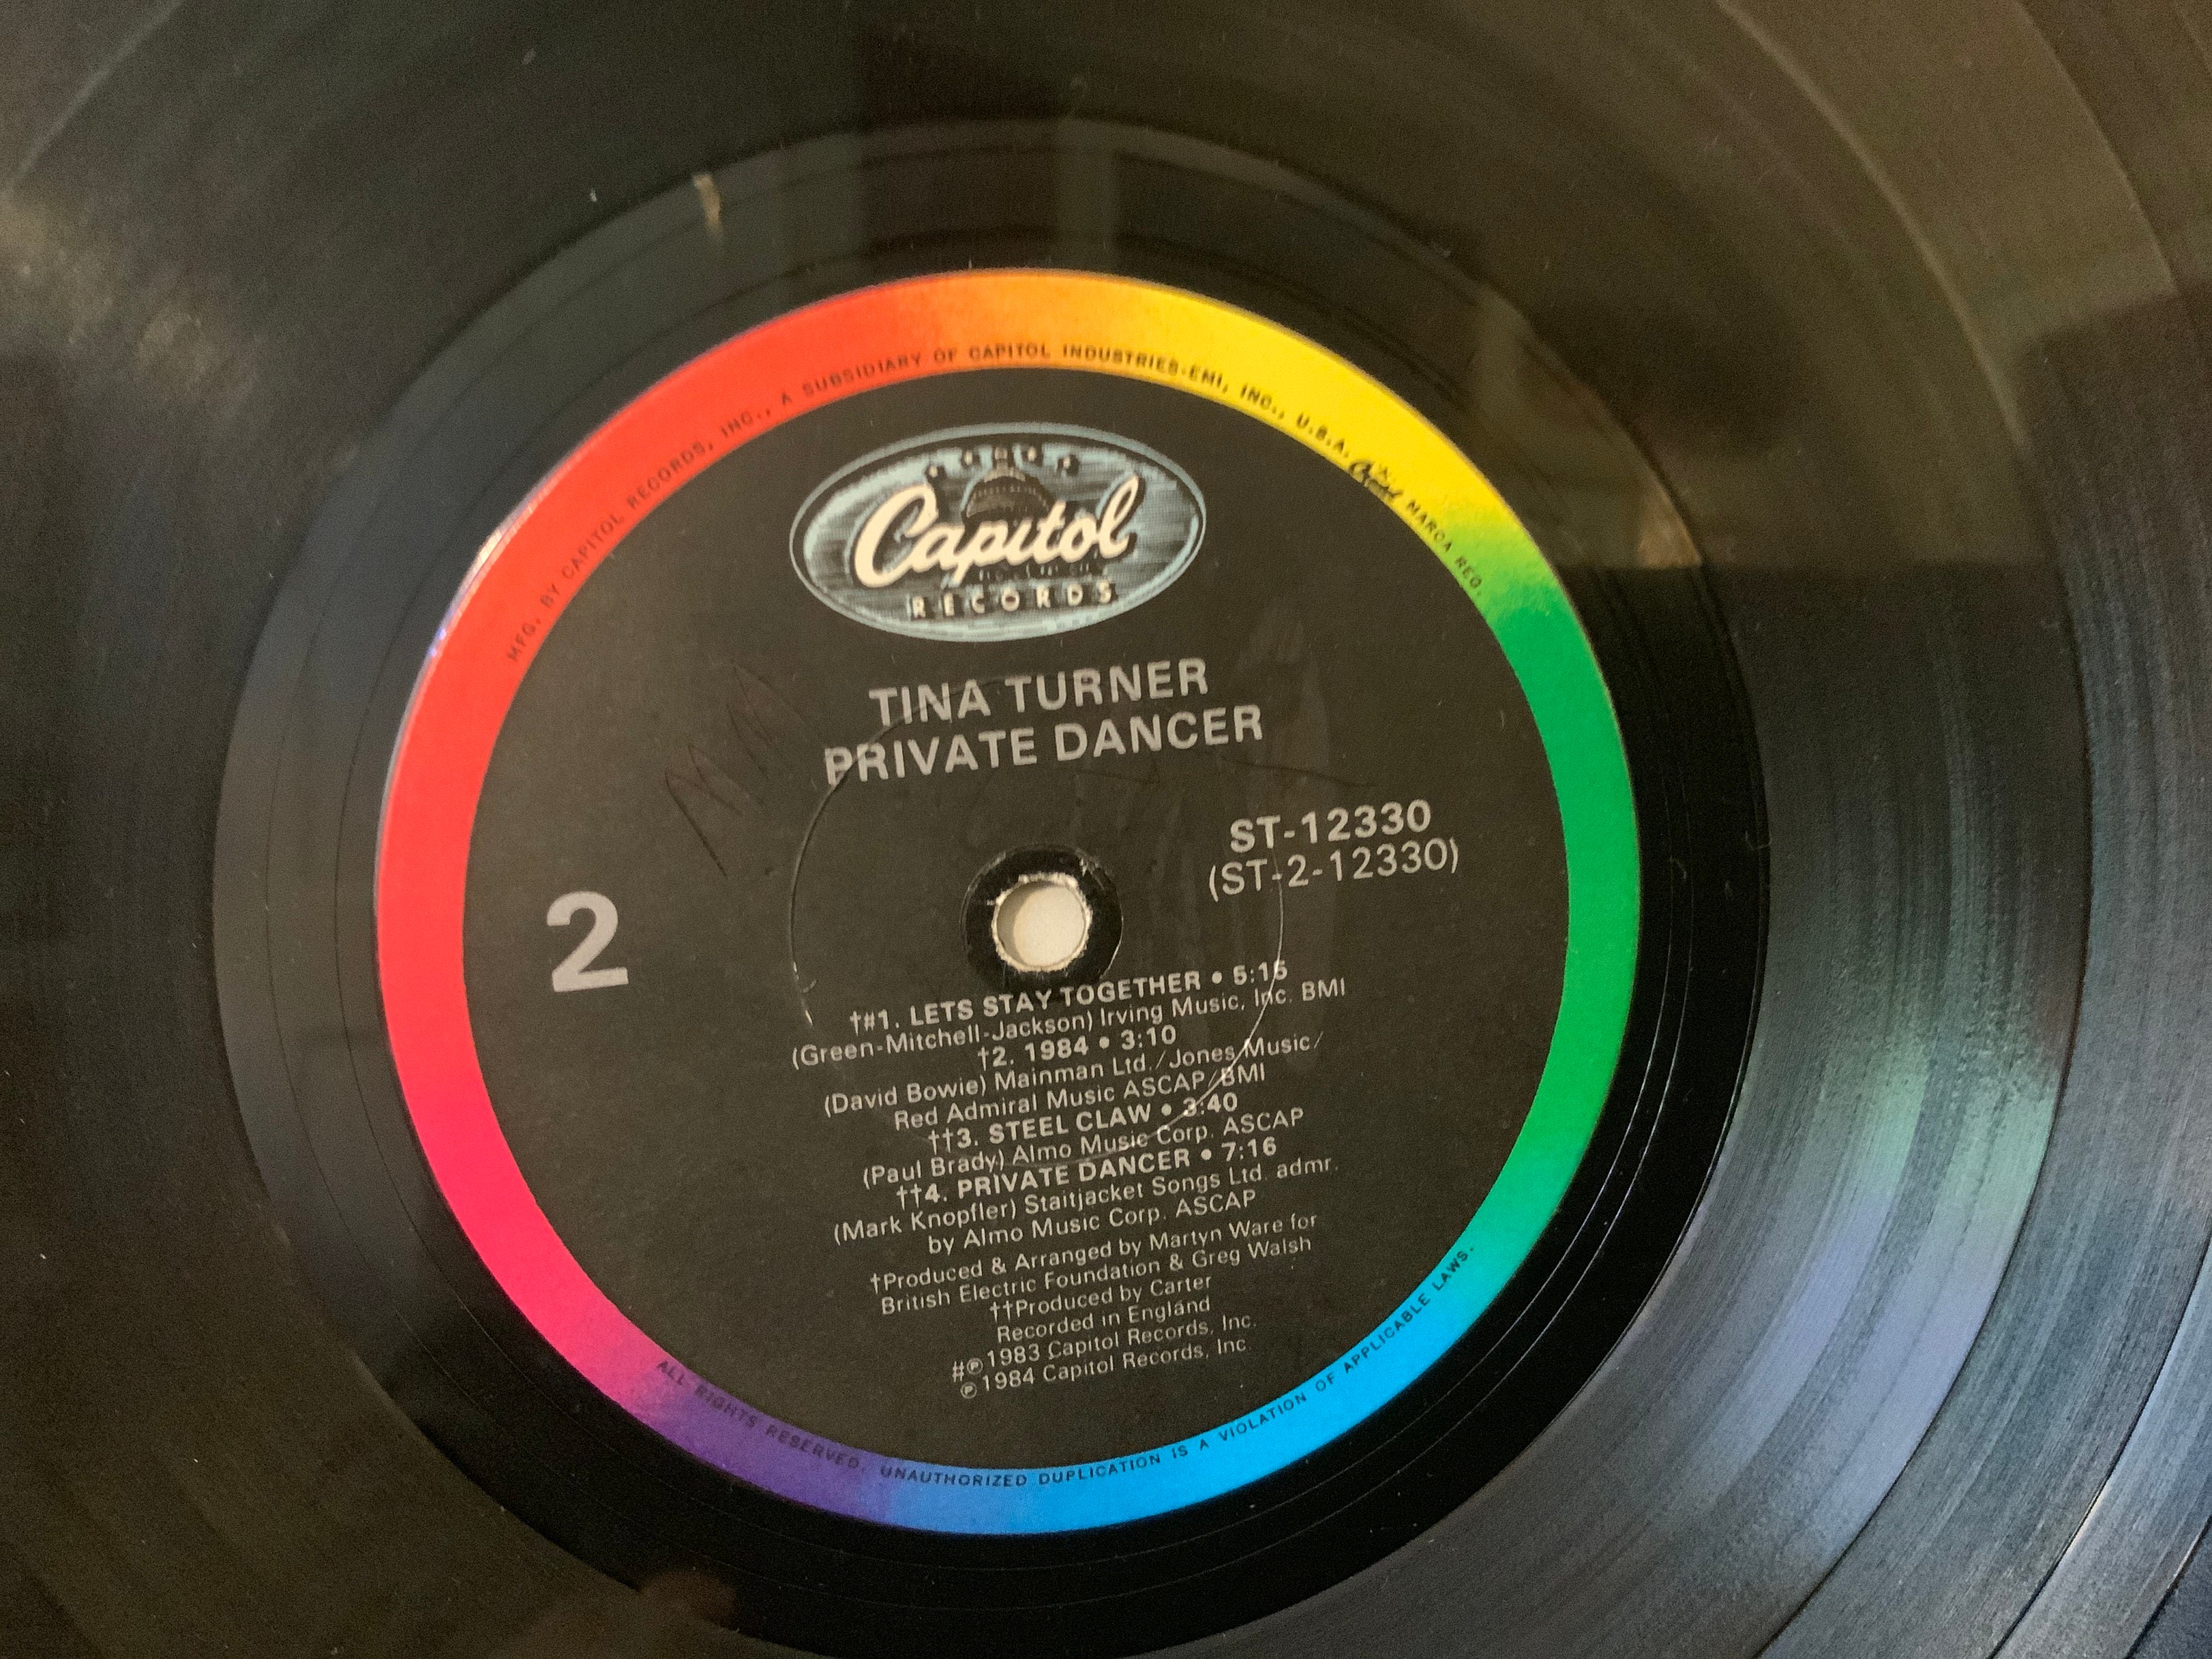 MFG. BY CAPITOL RECORDS, INC., A SUBSIDIARY OF CAPITOL INDUSTRIES-EMI, INC., U.S.A. Capitol MARCA REG.
Capitol
RECORDS
TINA TURNER
PRIVATE DANCER
ST-12330
(ST-2-12330)
2
†#1. LETS STAY TOGETHER • 5:15
(Green-Mitchell-Jackson) Irving Music, Inc. BMI
†2. 1984 • 3:10
(David Bowie) Mainman Ltd./Jones Music/
Red Admiral Music ASCAP/BMI
††3. STEEL CLAW • 3:40
(Paul Brady) Almo Music Corp. ASCAP
††4. PRIVATE DANCER • 7:16
(Mark Knopfler) Staitjacket Songs Ltd. admr.
by Almo Music Corp. ASCAP
†Produced & Arranged by Martyn Ware for
British Electric Foundation & Greg Walsh
††Produced by Carter
Recorded in England
#℗ 1983 Capitol Records, Inc.
℗ 1984 Capitol Records, Inc.
ALL RIGHTS RESERVED. UNAUTHORIZED DUPLICATION IS A VIOLATION OF APPLICABLE LAWS.